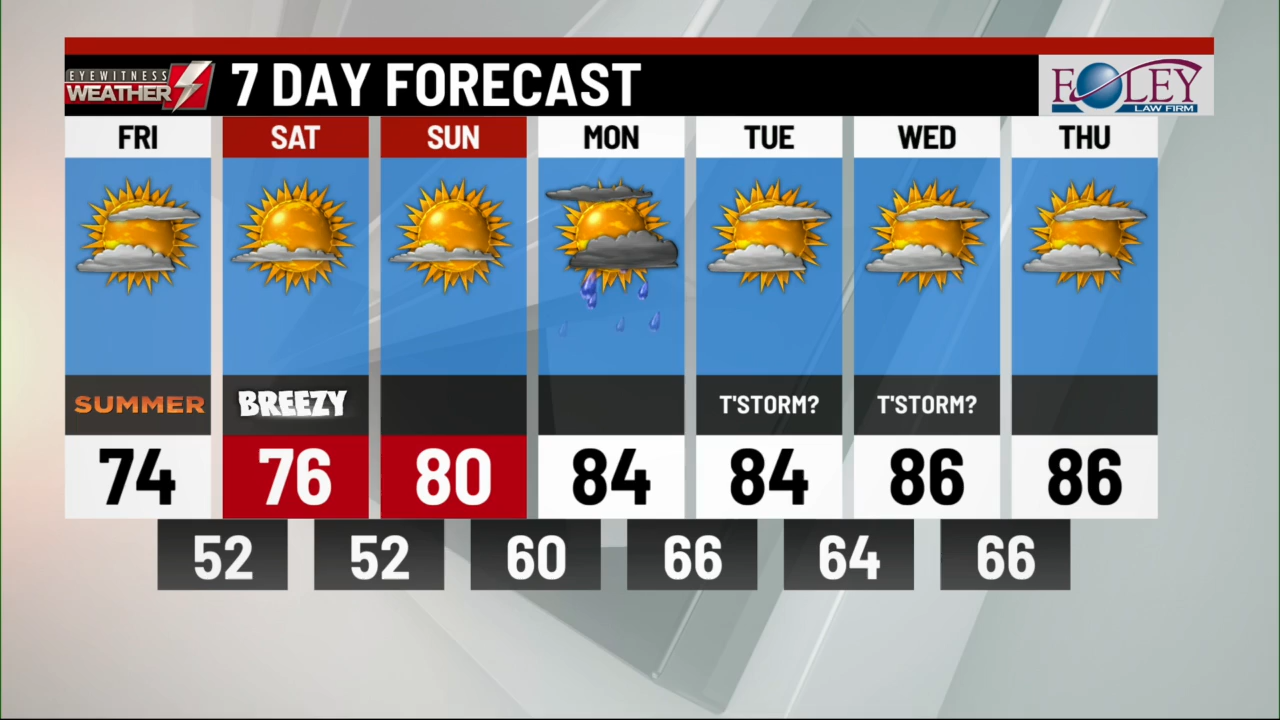 EYEWITNESS
WEATHER
7 DAY FORECAST
FOLEY
LAW FIRM
FRI SAT SUN MON TUE WED THU
SUMMER BREEZY T'STORM? T'STORM?
74 76 80 84 84 86 86
52 52 60 66 64 66